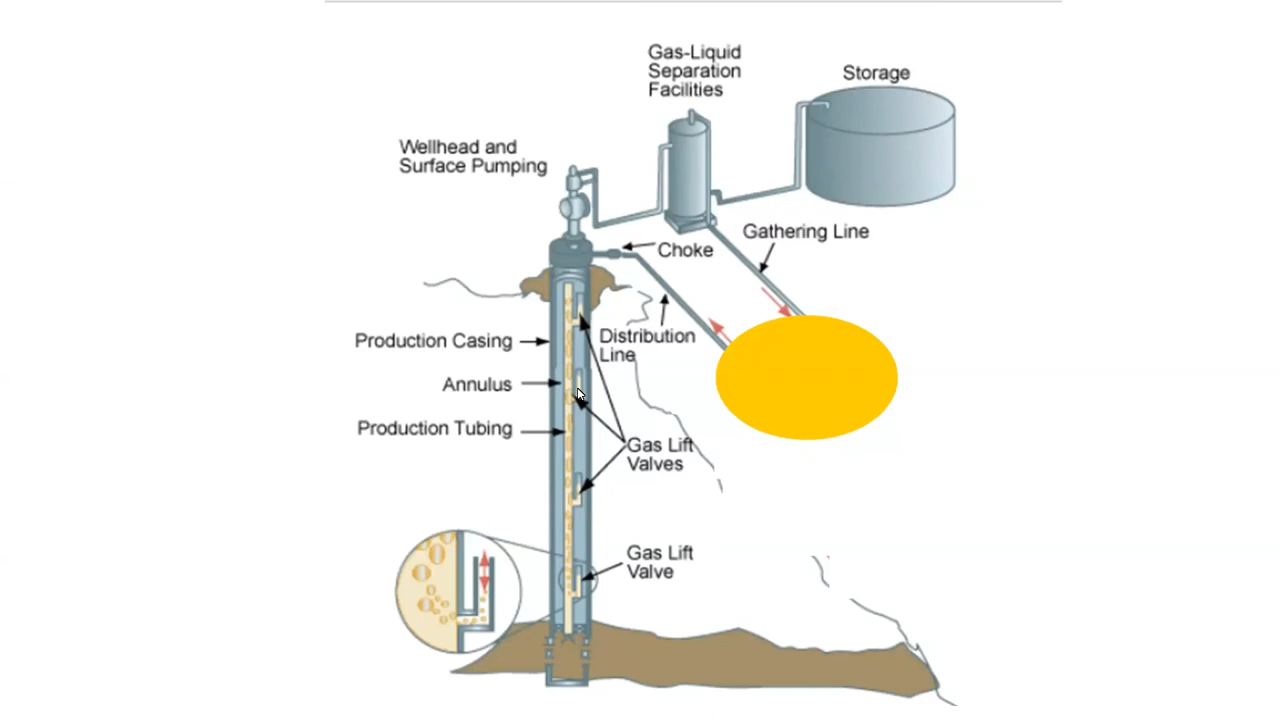 Gas-Liquid
Separation
Facilities
Storage
Wellhead and
Surface Pumping
Gathering Line
Choke
Distribution
Line
Production Casing
Annulus
Production Tubing
Gas Lift
Valves
Gas Lift
Valve